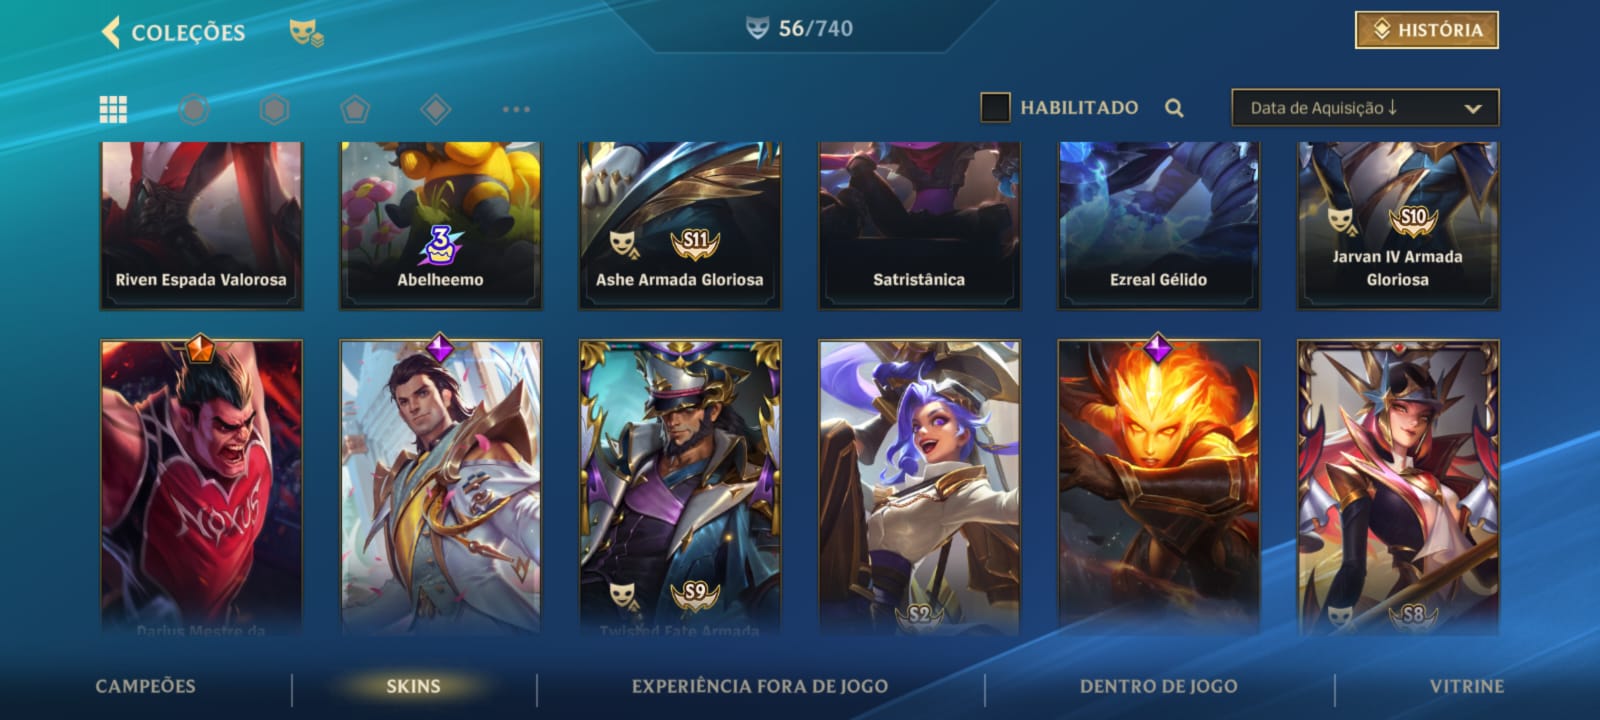 COLEÇÕES
56/740
HISTÓRIA
HABILITADO
Data de Aquisição ↓
Riven Espada Valorosa
3
Abelheemo
S11
Ashe Armada Gloriosa
Satristânica
Ezreal Gélido
S10
Jarvan IV Armada
Gloriosa
NOXUS
Darius Mestre da
S9
Twisted Fate Armada
S2
S8
CAMPEÕES
SKINS
EXPERIÊNCIA FORA DE JOGO
DENTRO DE JOGO
VITRINE